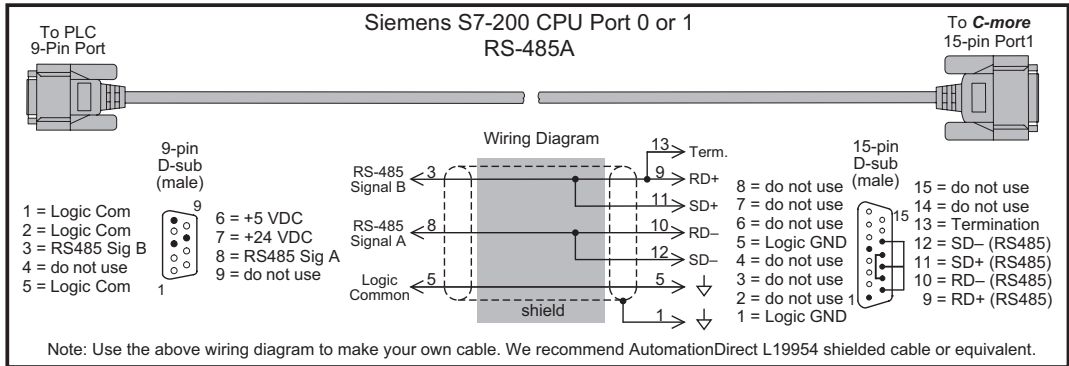 Siemens S7-200 CPU Port 0 or 1
RS-485A
To PLC
9-Pin Port
To C-more
15-pin Port1
9-pin
D-sub
(male)
9
1
1 = Logic Com
2 = Logic Com
3 = RS485 Sig B
4 = do not use
5 = Logic Com
6 = +5 VDC
7 = +24 VDC
8 = RS485 Sig A
9 = do not use
Wiring Diagram
RS-485
Signal B
3
RS-485
Signal A
8
Logic
Common
5
shield
13 Term.
9 RD+
11 SD+
10 RD–
12 SD–
5
1
8 = do not use
7 = do not use
6 = do not use
5 = Logic GND
4 = do not use
3 = do not use
2 = do not use
1 = Logic GND
15-pin
D-sub
(male)
15
1
15 = do not use
14 = do not use
13 = Termination
12 = SD– (RS485)
11 = SD+ (RS485)
10 = RD– (RS485)
9 = RD+ (RS485)
Note: Use the above wiring diagram to make your own cable. We recommend AutomationDirect L19954 shielded cable or equivalent.